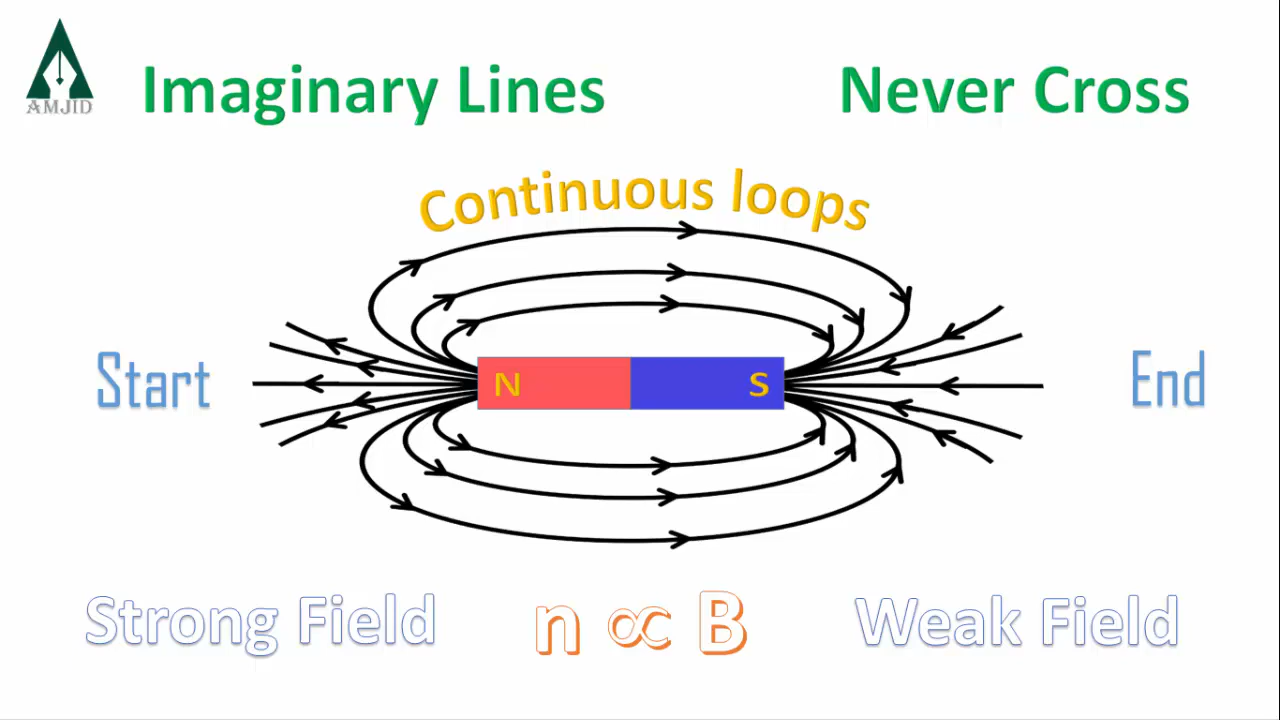 AMJID
Imaginary Lines
Never Cross
Continuous loops
Start
N
S
End
Strong Field
n ∝ B
Weak Field